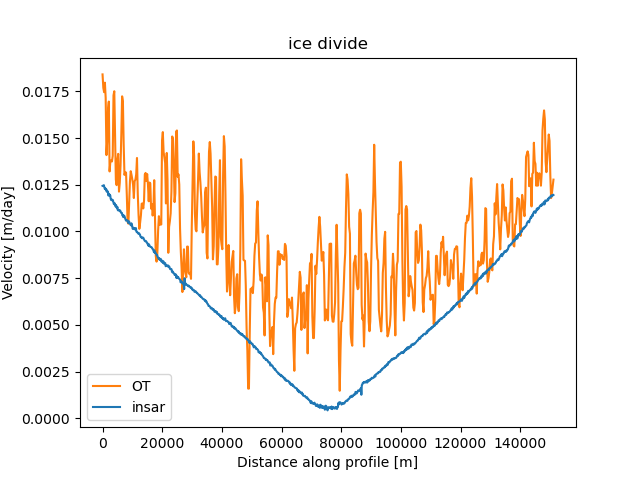 ice divide
Velocity [m/day]
0.0175
0.0150
0.0125
0.0100
0.0075
0.0050
0.0025
0.0000
OT
insar
0 20000 40000 60000 80000 100000 120000 140000
Distance along profile [m]